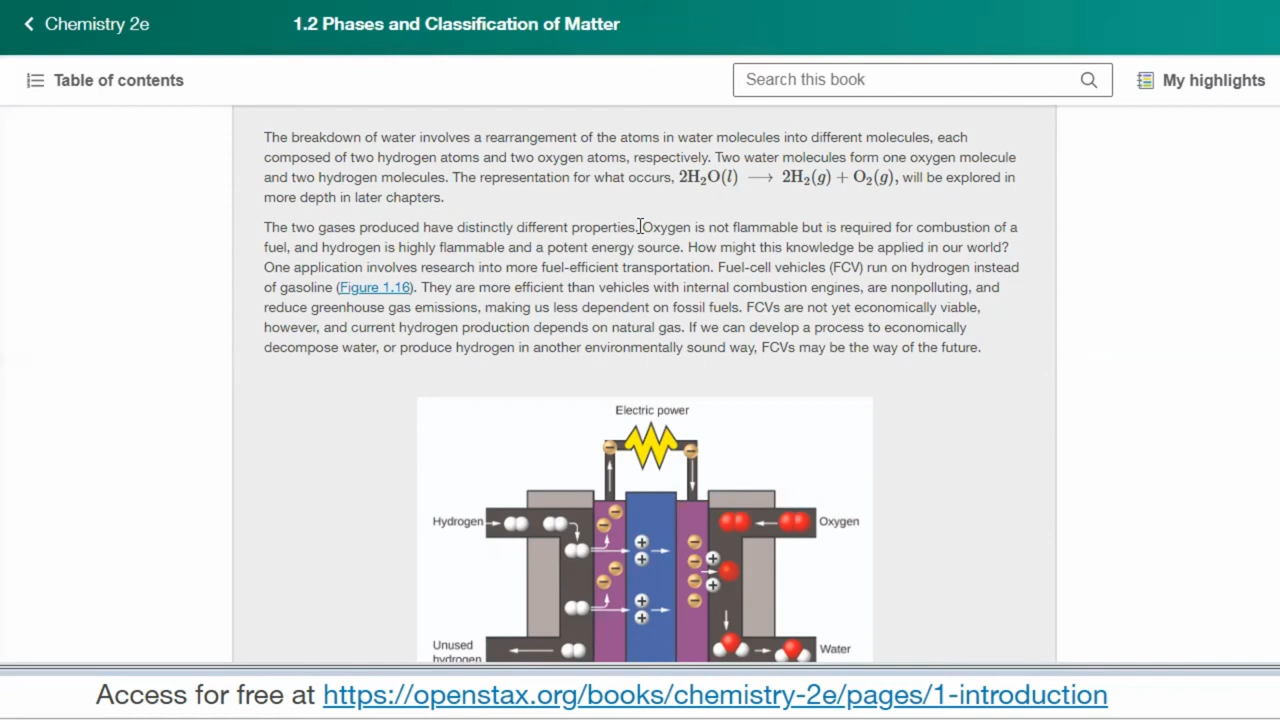 Chemistry 2e
1.2 Phases and Classification of Matter
Table of contents
Search this book
My highlights
The breakdown of water involves a rearrangement of the atoms in water molecules into different molecules, each
composed of two hydrogen atoms and two oxygen atoms, respectively. Two water molecules form one oxygen molecule
and two hydrogen molecules. The representation for what occurs, 2H₂O(l) ⟶ 2H₂(g) + O₂(g), will be explored in
more depth in later chapters.
The two gases produced have distinctly different properties. Oxygen is not flammable but is required for combustion of a
fuel, and hydrogen is highly flammable and a potent energy source. How might this knowledge be applied in our world?
One application involves research into more fuel-efficient transportation. Fuel-cell vehicles (FCV) run on hydrogen instead
of gasoline (Figure 1.16). They are more efficient than vehicles with internal combustion engines, are nonpolluting, and
reduce greenhouse gas emissions, making us less dependent on fossil fuels. FCVs are not yet economically viable,
however, and current hydrogen production depends on natural gas. If we can develop a process to economically
decompose water, or produce hydrogen in another environmentally sound way, FCVs may be the way of the future.
Electric power
Hydrogen
Oxygen
Unused
hydrogen
Water
Access for free at https://openstax.org/books/chemistry-2e/pages/1-introduction